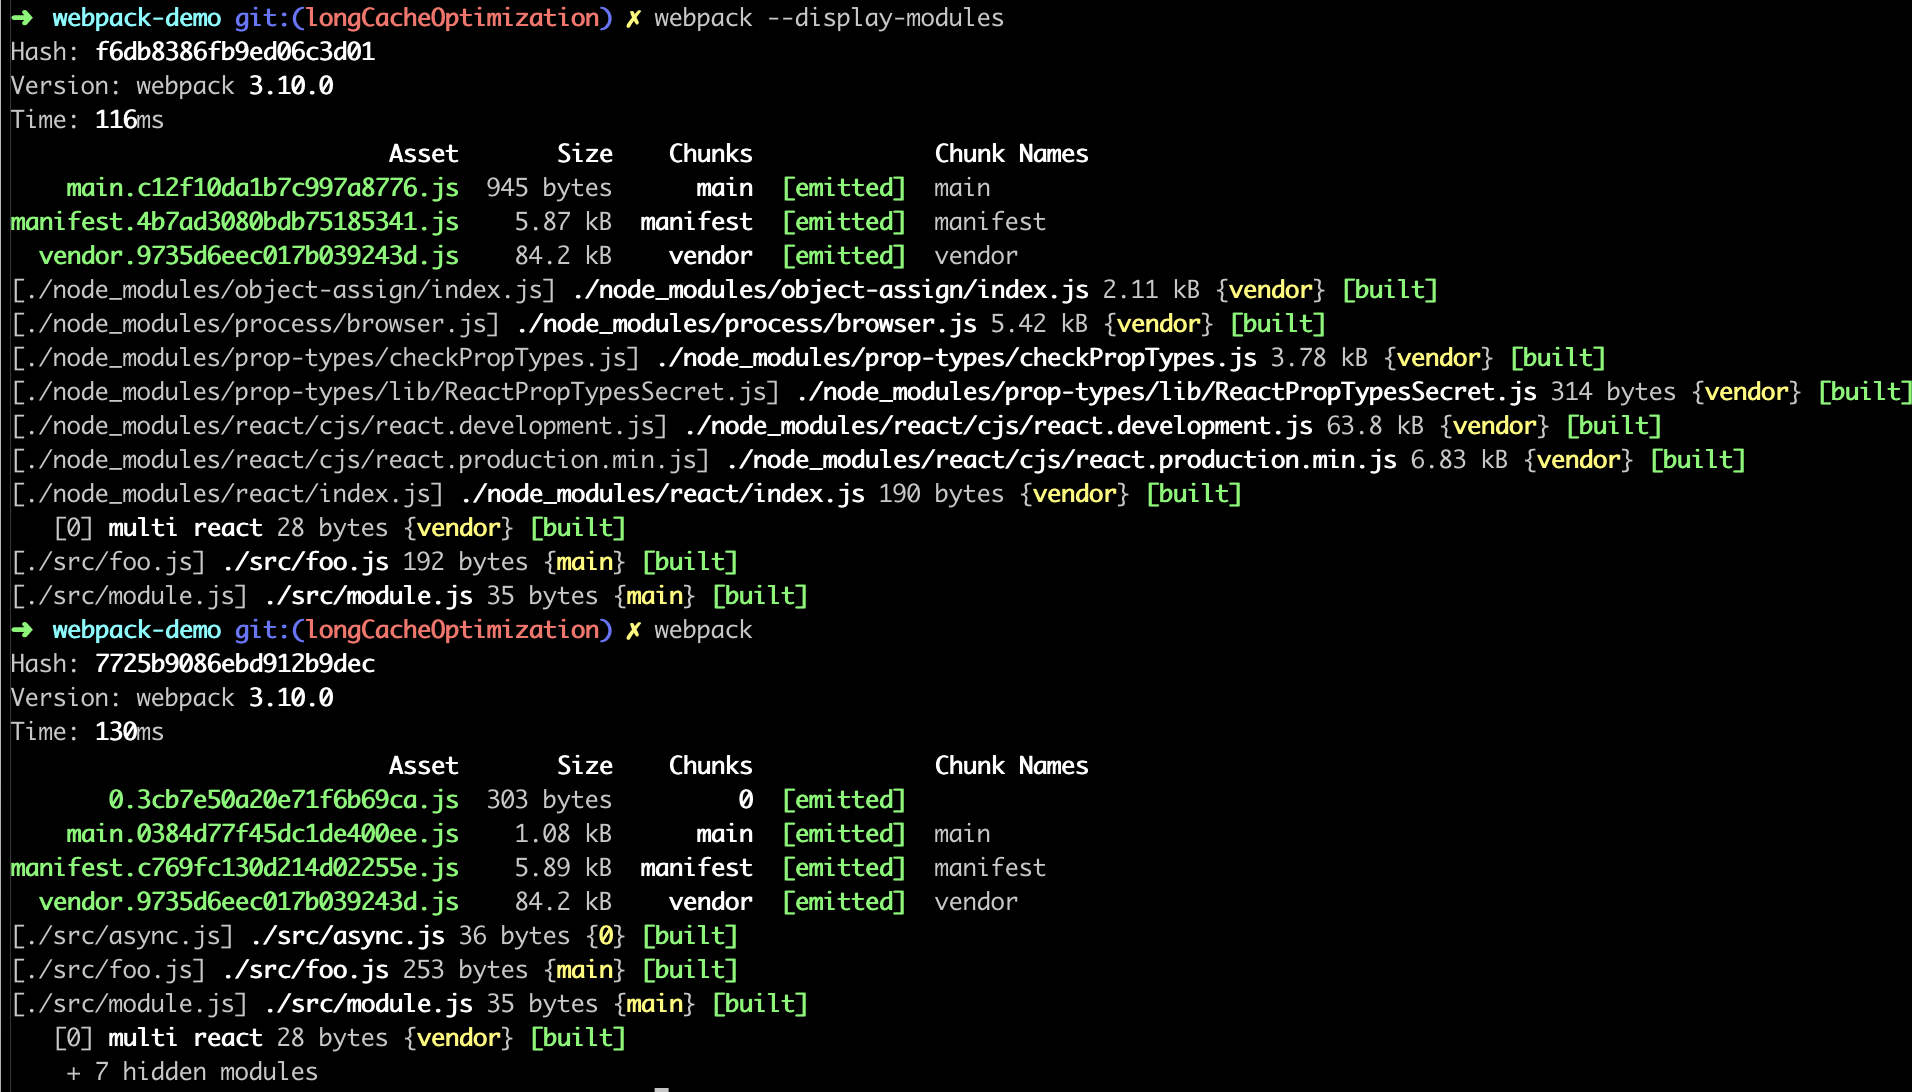 ➜ webpack-demo git:(longCacheOptimization) ✗ webpack --display-modules
Hash: f6db8386fb9ed06c3d01
Version: webpack 3.10.0
Time: 116ms
Asset Size Chunks Chunk Names
main.c12f10da1b7c997a8776.js 945 bytes main [emitted] main
manifest.4b7ad3080bdb75185341.js 5.87 kB manifest [emitted] manifest
vendor.9735d6eec017b039243d.js 84.2 kB vendor [emitted] vendor
[./node_modules/object-assign/index.js] ./node_modules/object-assign/index.js 2.11 kB {vendor} [built]
[./node_modules/process/browser.js] ./node_modules/process/browser.js 5.42 kB {vendor} [built]
[./node_modules/prop-types/checkPropTypes.js] ./node_modules/prop-types/checkPropTypes.js 3.78 kB {vendor} [built]
[./node_modules/prop-types/lib/ReactPropTypesSecret.js] ./node_modules/prop-types/lib/ReactPropTypesSecret.js 314 bytes {vendor} [built]
[./node_modules/react/cjs/react.development.js] ./node_modules/react/cjs/react.development.js 63.8 kB {vendor} [built]
[./node_modules/react/cjs/react.production.min.js] ./node_modules/react/cjs/react.production.min.js 6.83 kB {vendor} [built]
[./node_modules/react/index.js] ./node_modules/react/index.js 190 bytes {vendor} [built]
[0] multi react 28 bytes {vendor} [built]
[./src/foo.js] ./src/foo.js 192 bytes {main} [built]
[./src/module.js] ./src/module.js 35 bytes {main} [built]
➜ webpack-demo git:(longCacheOptimization) ✗ webpack
Hash: 7725b9086ebd912b9dec
Version: webpack 3.10.0
Time: 130ms
Asset Size Chunks Chunk Names
0.3cb7e50a20e71f6b69ca.js 303 bytes 0 [emitted]
main.0384d77f45dc1de400ee.js 1.08 kB main [emitted] main
manifest.c769fc130d214d02255e.js 5.89 kB manifest [emitted] manifest
vendor.9735d6eec017b039243d.js 84.2 kB vendor [emitted] vendor
[./src/async.js] ./src/async.js 36 bytes {0} [built]
[./src/foo.js] ./src/foo.js 253 bytes {main} [built]
[./src/module.js] ./src/module.js 35 bytes {main} [built]
[0] multi react 28 bytes {vendor} [built]
+ 7 hidden modules